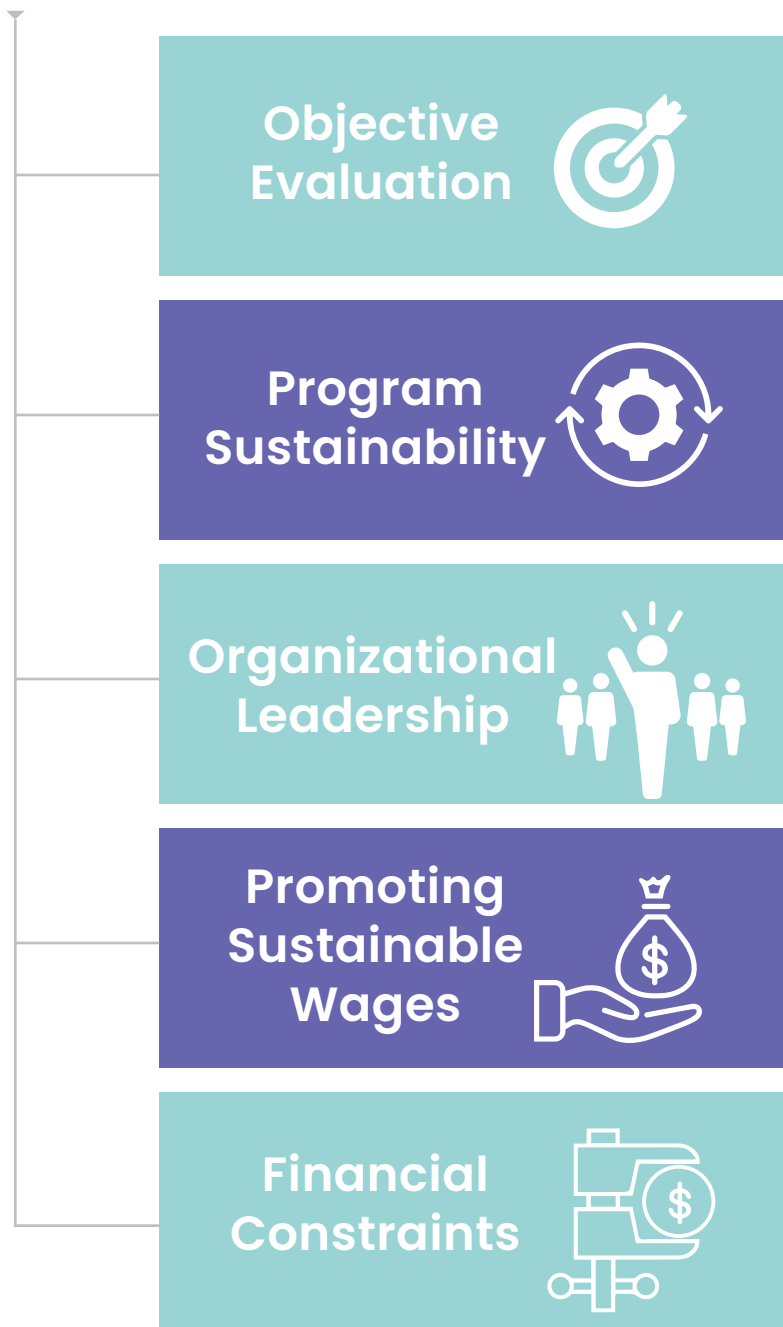 Objective
Evaluation
Program
Sustainability
Organizational
Leadership
Promoting
Sustainable
Wages
$
Financial
Constraints
$